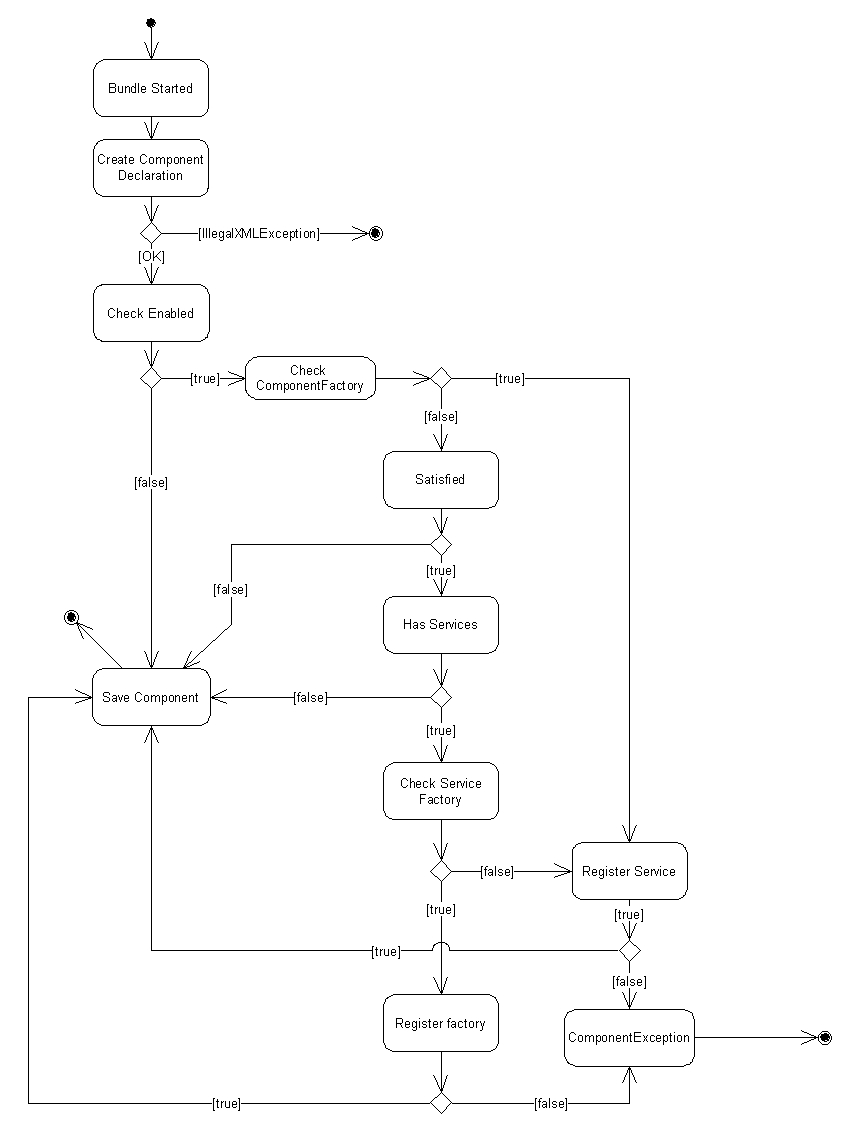 Bundle Started
Create Component
Declaration
[IllegalXMLException]
[OK]
Check Enabled
[true]
Check
ComponentFactory
[true]
[false]
[false]
Satisfied
[true]
[false]
Has Services
Save Component
[false]
[true]
Check Service
Factory
[false]
Register Service
[true]
[true]
[true]
[false]
Register factory
ComponentException
[true]
[false]